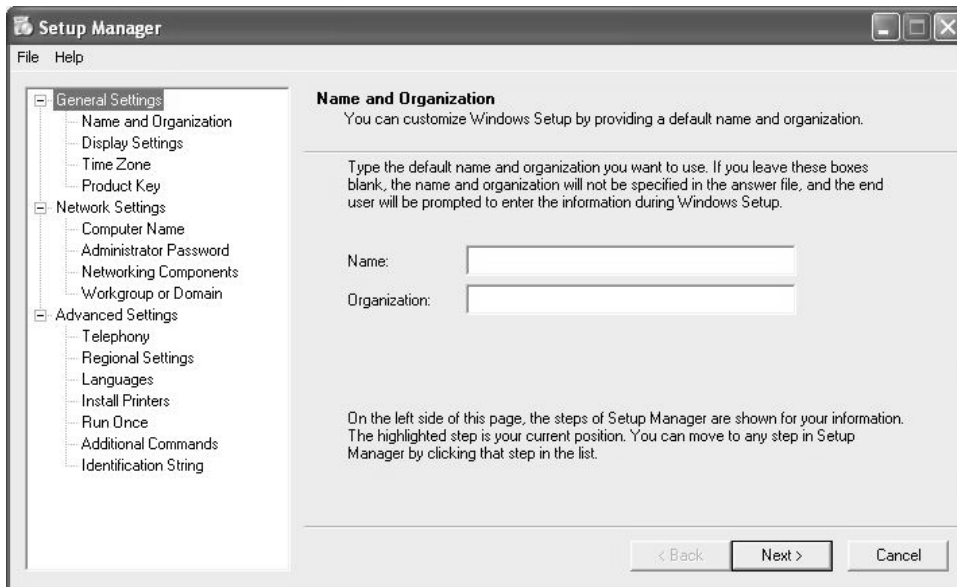 Setup Manager
File Help
General Settings
Name and Organization
Display Settings
Time Zone
Product Key
Network Settings
Computer Name
Administrator Password
Networking Components
Workgroup or Domain
Advanced Settings
Telephony
Regional Settings
Languages
Install Printers
Run Once
Additional Commands
Identification String
Name and Organization
You can customize Windows Setup by providing a default name and organization.
Type the default name and organization you want to use. If you leave these boxes
blank, the name and organization will not be specified in the answer file, and the end
user will be prompted to enter the information during Windows Setup.
Name:
Organization:
On the left side of this page, the steps of Setup Manager are shown for your information.
The highlighted step is your current position. You can move to any step in Setup
Manager by clicking that step in the list.
< Back Next > Cancel